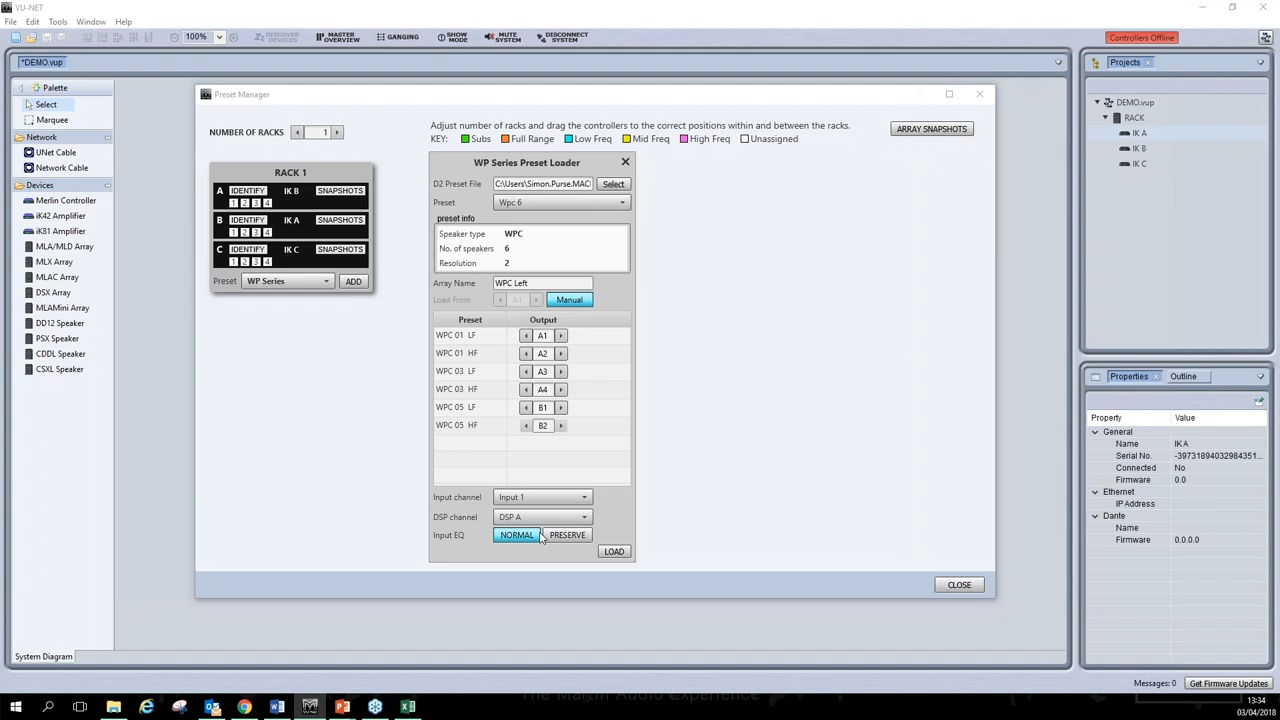 VU-NET
File Edit Tools Window Help
100% DISCOVER DEVICES MASTER OVERVIEW GANGING SHOW MODE MUTE SYSTEM DISCONNECT SYSTEM Controllers Offline
*DEMO.vup
Palette
Select
Marquee
Network
UNet Cable
Network Cable
Devices
Merlin Controller
iK42 Amplifier
iK81 Amplifier
MLA/MLD Array
MLX Array
MLAC Array
DSX Array
MLAMini Array
DD12 Speaker
PSX Speaker
CDDL Speaker
CSXL Speaker
System Diagram
Preset Manager
NUMBER OF RACKS 1
Adjust number of racks and drag the controllers to the correct positions within and between the racks.
KEY: Subs Full Range Low Freq Mid Freq High Freq Unassigned
ARRAY SNAPSHOTS
RACK 1
A IDENTIFY IK B SNAPSHOTS
1 2 3 4
B IDENTIFY IK A SNAPSHOTS
1 2 3 4
C IDENTIFY IK C SNAPSHOTS
1 2 3 4
Preset WP Series ADD
WP Series Preset Loader
D2 Preset File C:\Users\Simon.Purse.MAC Select
Preset Wpc 6
preset info
Speaker type WPC
No. of speakers 6
Resolution 2
Array Name WPC Left
Load From A1 Manual
Preset Output
WPC 01 LF A1
WPC 01 HF A2
WPC 03 LF A3
WPC 03 HF A4
WPC 05 LF B1
WPC 05 HF B2
Input channel Input 1
DSP channel DSP A
Input EQ NORMAL PRESERVE
LOAD
CLOSE
Projects
DEMO.vup
RACK
IK A
IK B
IK C
Properties Outline
Property Value
General
Name IK A
Serial No. -39731894032984351...
Connected No
Firmware 0.0
Ethernet
IP Address
Dante
Name
Firmware 0.0.0.0
Messages: 0 Get Firmware Updates
The Martin Audio Experience
13:34
03/04/2018